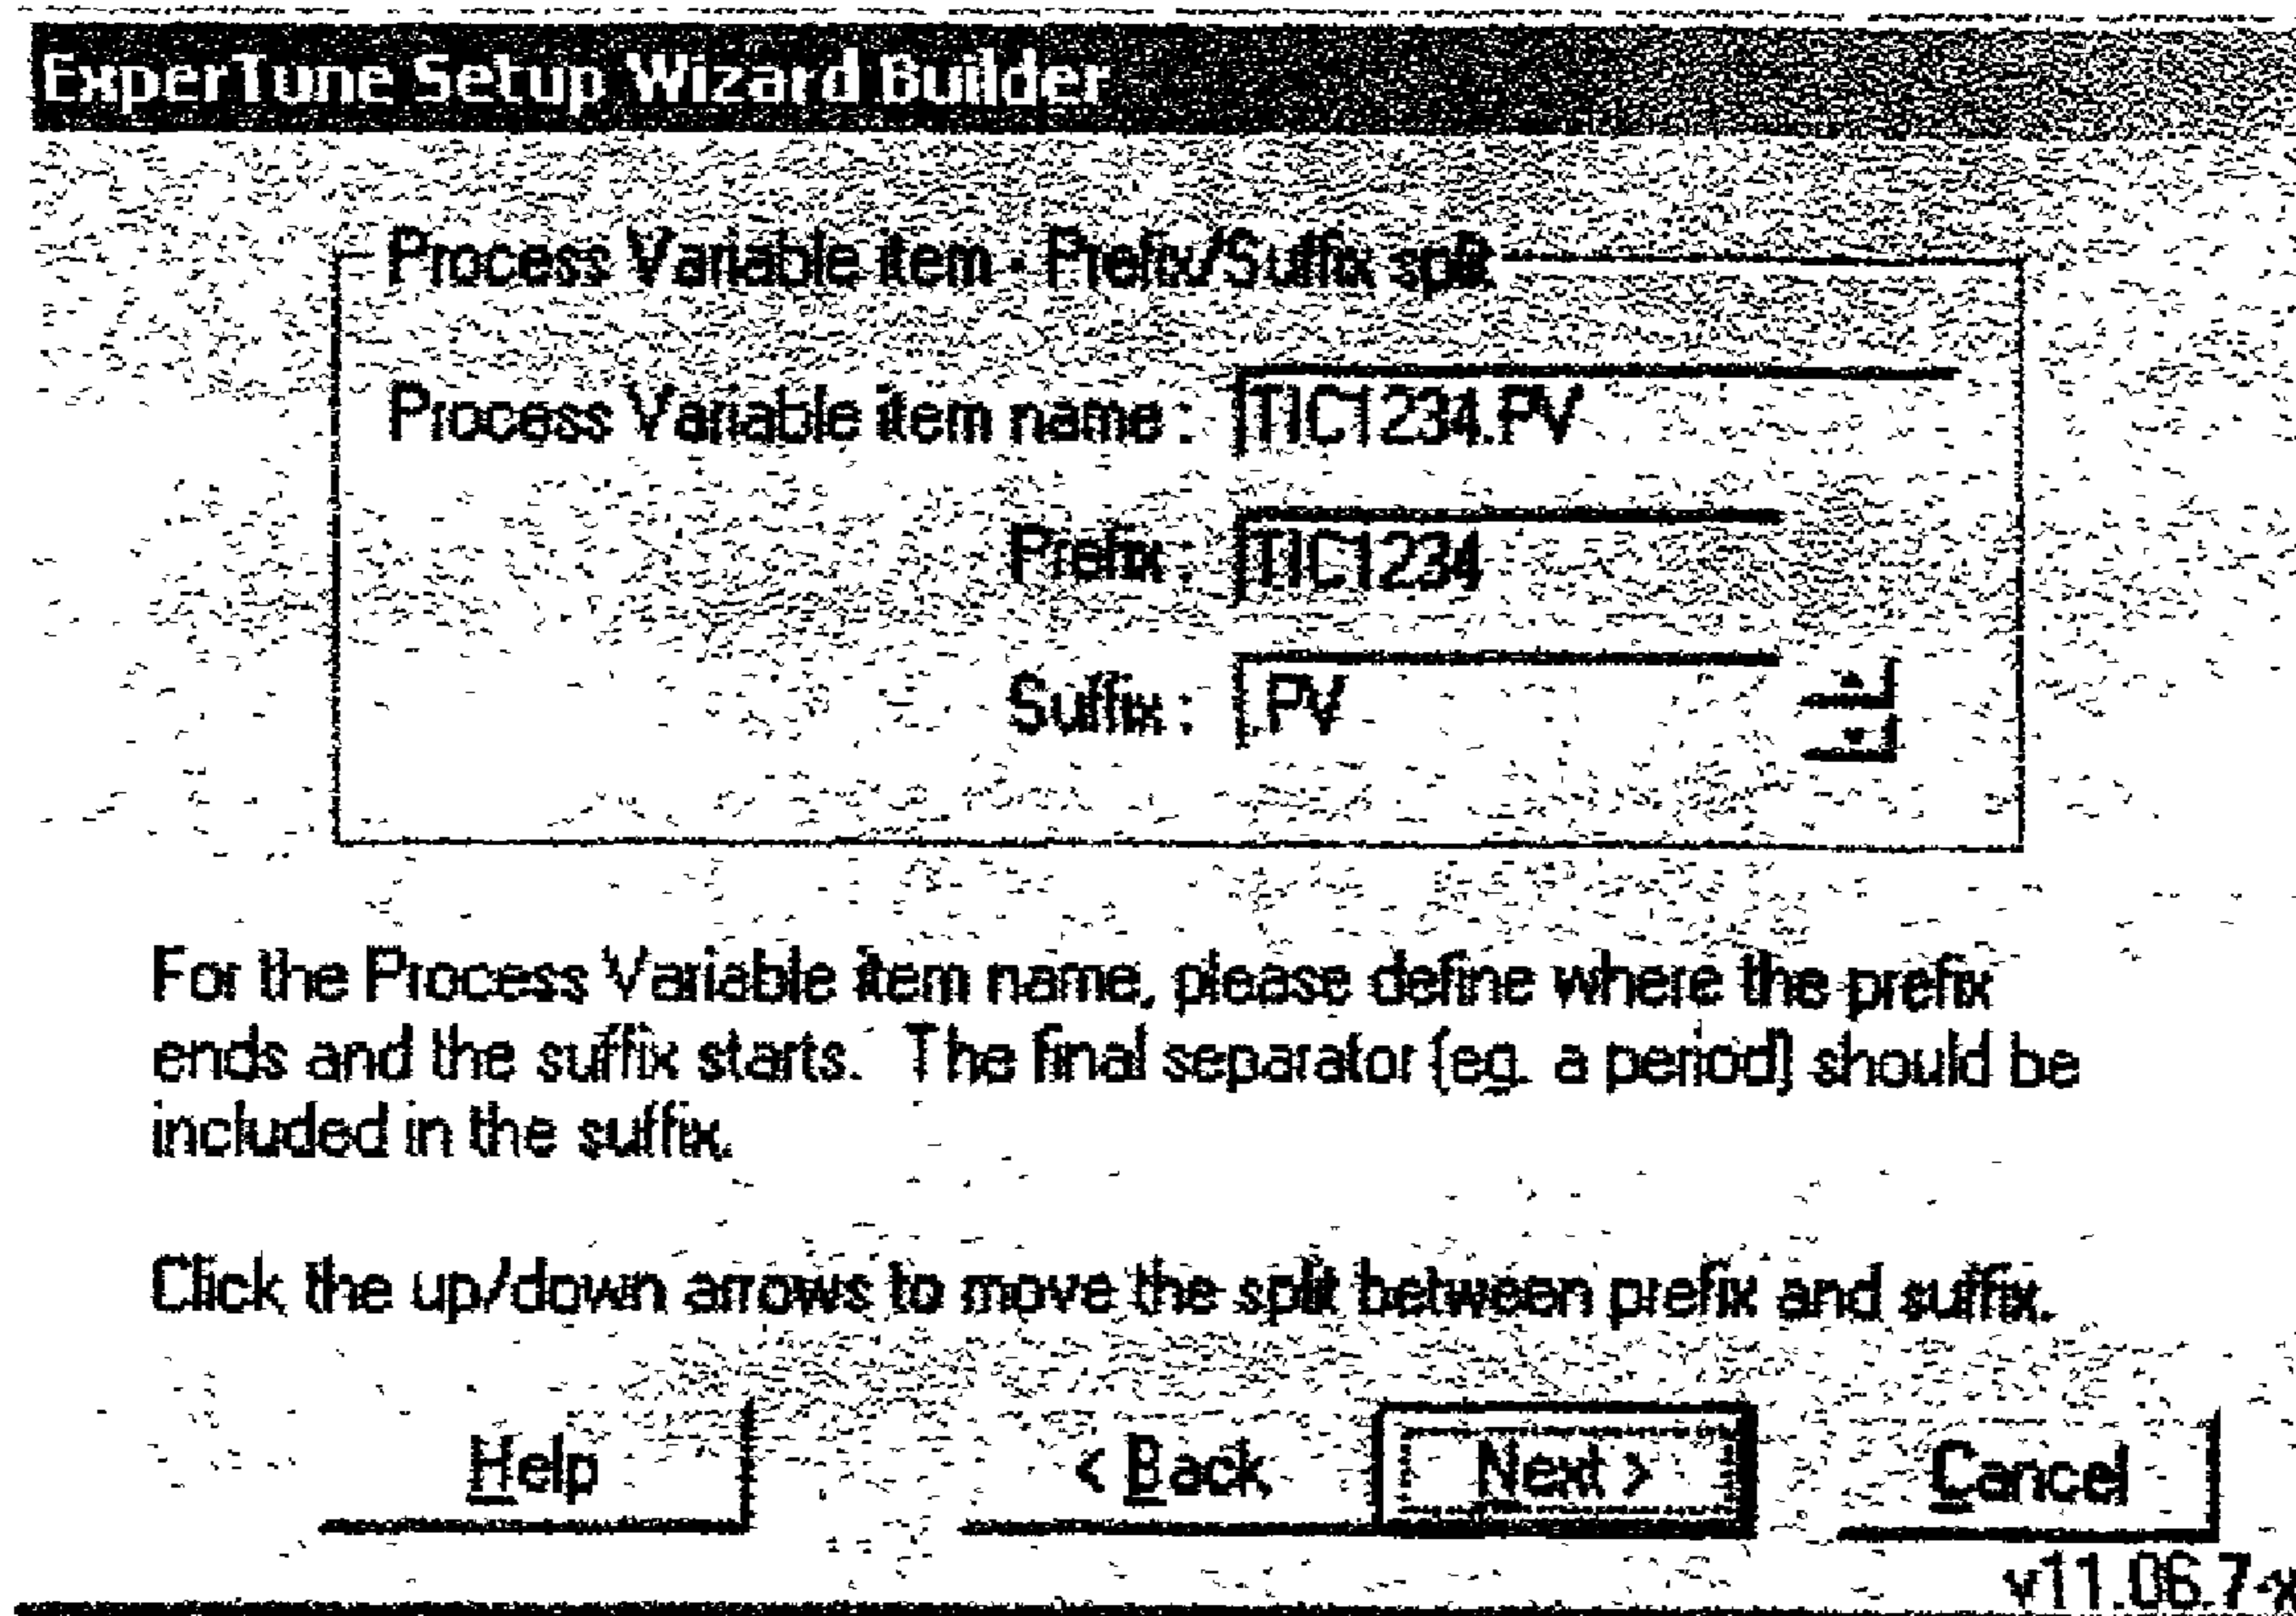 ExperTune Setup Wizard Builder
Process Variable item - Prefix/Suffix split
Process Variable item name : TIC1234.PV
Prefix : TIC1234
Suffix : .PV
For the Process Variable item name, please define where the prefix
ends and the suffix starts. The final separator (eg. a period) should be
included in the suffix.
Click the up/down arrows to move the split between prefix and suffix.
Help < Back Next > Cancel